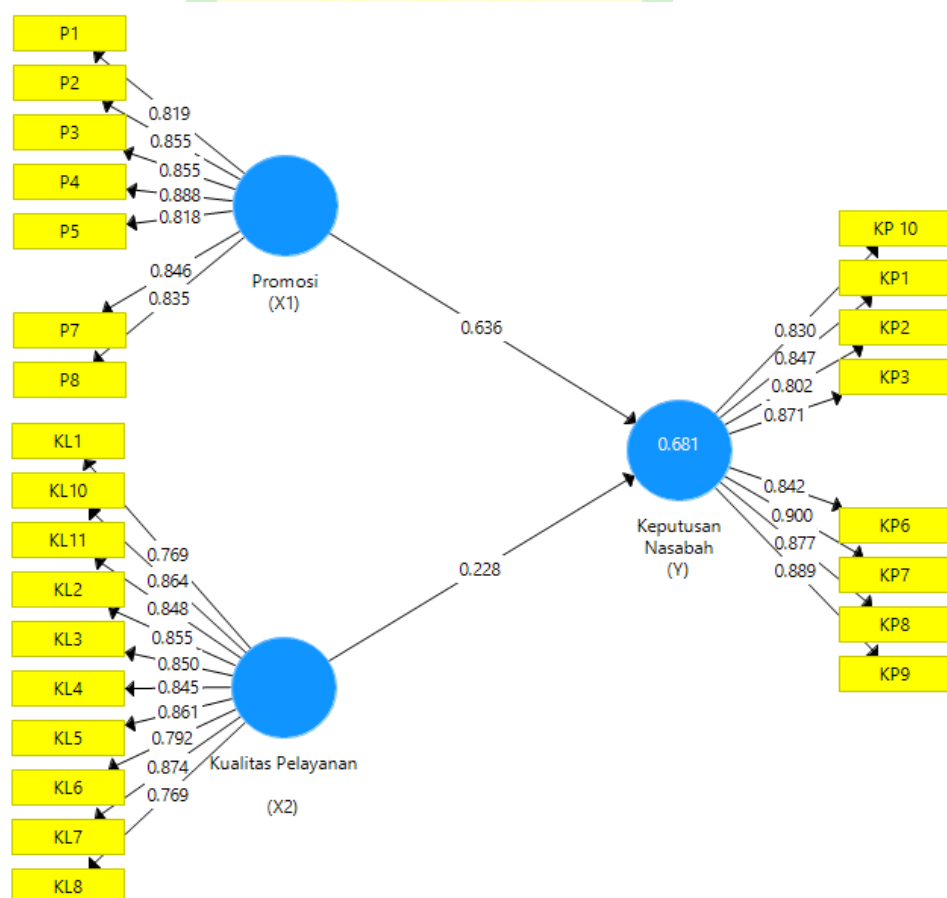 P1
P2
P3
P4
P5
P7
P8
0.819
0.855
0.855
0.888
0.818
0.846
0.835
Promosi
(X1)
0.636
KL1
KL10
KL11
KL2
KL3
KL4
KL5
KL6
KL7
KL8
0.769
0.864
0.848
0.855
0.850
0.845
0.861
0.792
0.874
0.769
Kualitas Pelayanan
(X2)
0.228
0.681
Keputusan
Nasabah
(Y)
0.830
0.847
0.802
0.871
0.842
0.900
0.877
0.889
KP 10
KP1
KP2
KP3
KP6
KP7
KP8
KP9